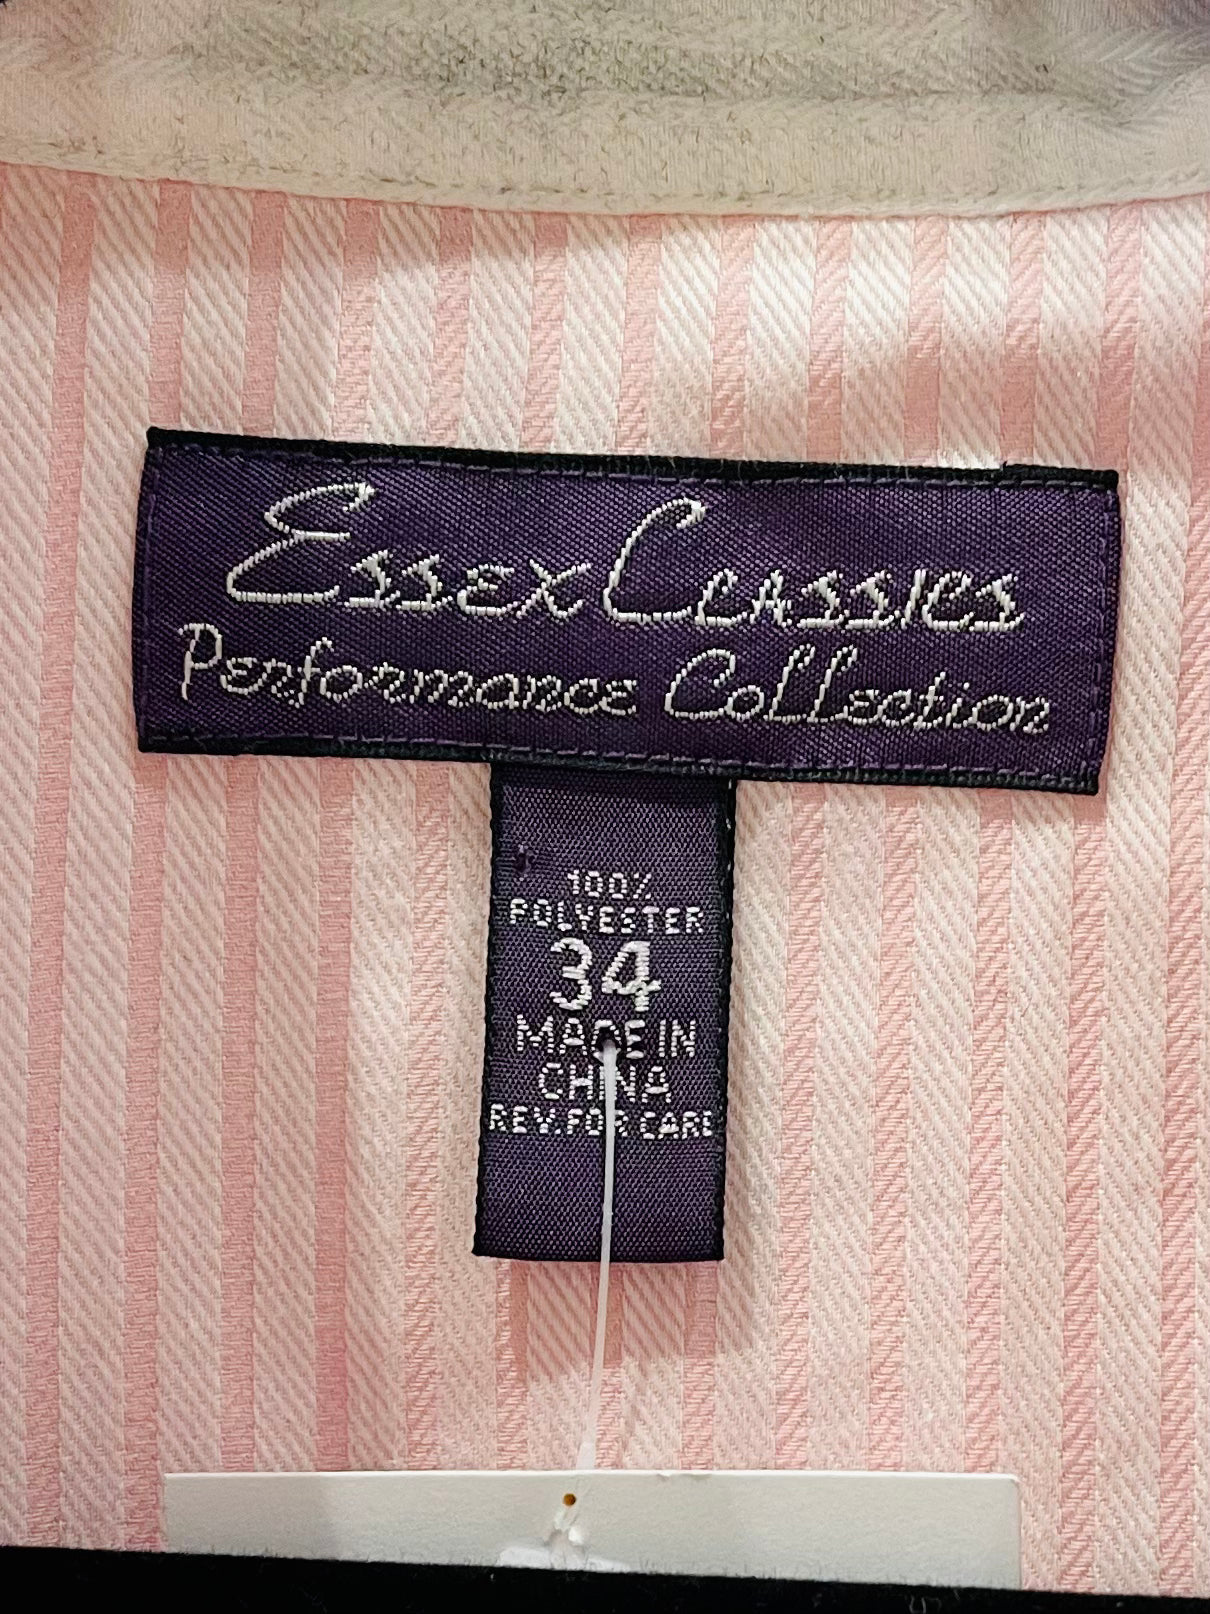 Essex Classics
Performance Collection
100%
POLYESTER
34
MADE IN
CHINA
REV. FOR CARE